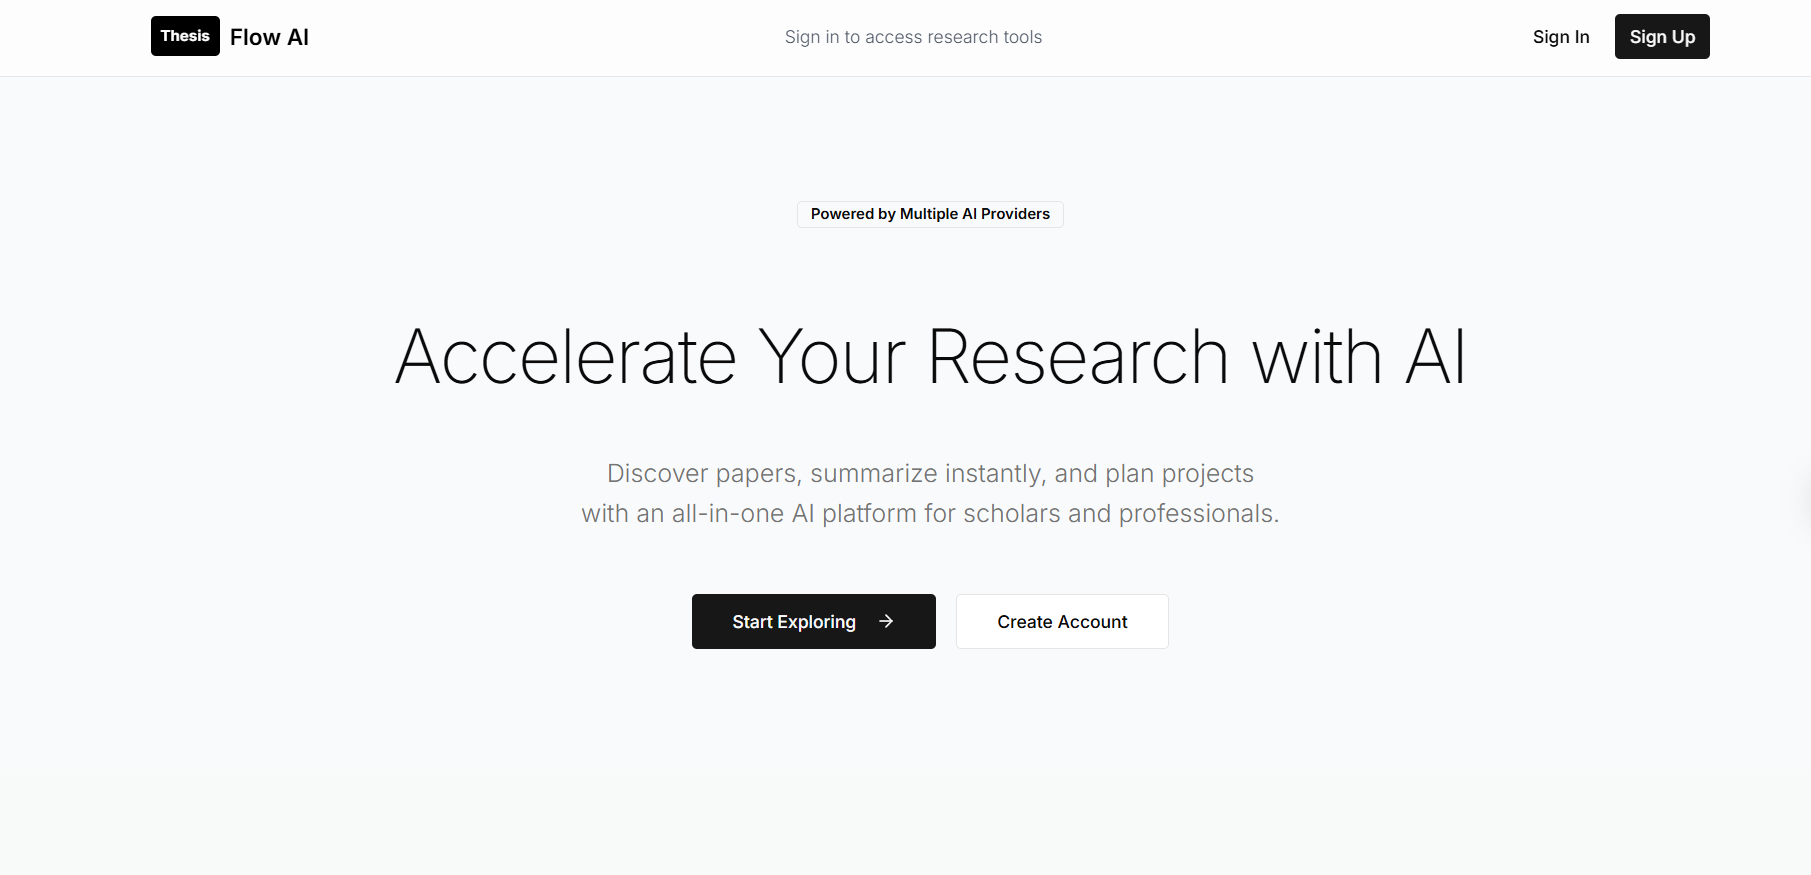 Thesis Flow AI
Sign in to access research tools
Sign In
Sign Up
Powered by Multiple AI Providers
Accelerate Your Research with AI
Discover papers, summarize instantly, and plan projects
with an all-in-one AI platform for scholars and professionals.
Start Exploring →
Create Account